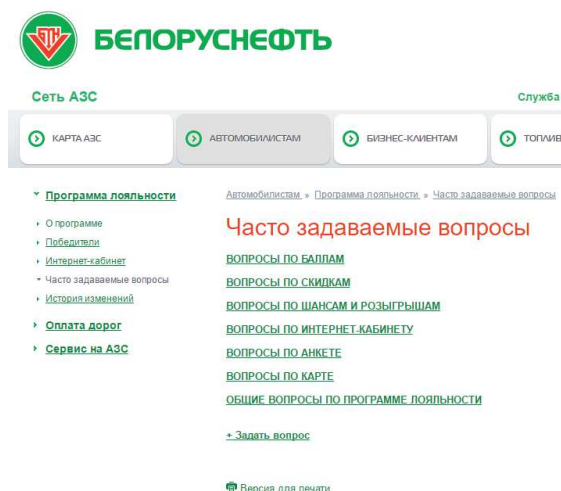 БЕЛОРУСНЕФТЬ
Сеть АЗС
Служба
КАРТА АЗС
АВТОМОБИЛИСТАМ
БИЗНЕС-КЛИЕНТАМ
ТОПЛИВ
Программа лояльности
О программе
Победители
Интернет-кабинет
Часто задаваемые вопросы
История изменений
Оплата дорог
Сервис на АЗС
Автомобилистам » Программа лояльности » Часто задаваемые вопросы
Часто задаваемые вопросы
ВОПРОСЫ ПО БАЛЛАМ
ВОПРОСЫ ПО СКИДКАМ
ВОПРОСЫ ПО ШАНСАМ И РОЗЫГРЫШАМ
ВОПРОСЫ ПО ИНТЕРНЕТ-КАБИНЕТУ
ВОПРОСЫ ПО АНКЕТЕ
ВОПРОСЫ ПО КАРТЕ
ОБЩИЕ ВОПРОСЫ ПО ПРОГРАММЕ ЛОЯЛЬНОСТИ
+ Задать вопрос
Версия для печати